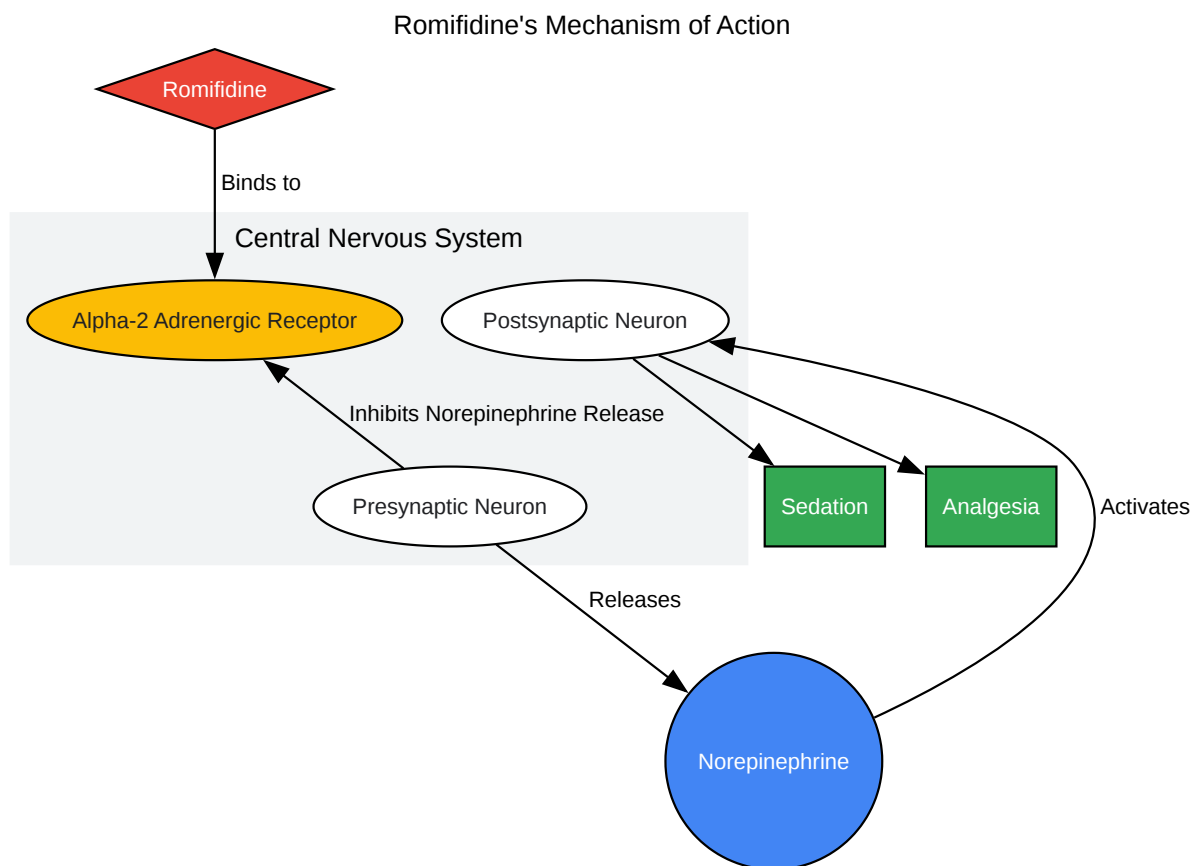 Romifidine's Mechanism of Action
Romifidine
Binds to
Central Nervous System
Alpha-2 Adrenergic Receptor
Postsynaptic Neuron
Inhibits Norepinephrine Release
Presynaptic Neuron
Sedation
Analgesia
Activates
Releases
Norepinephrine